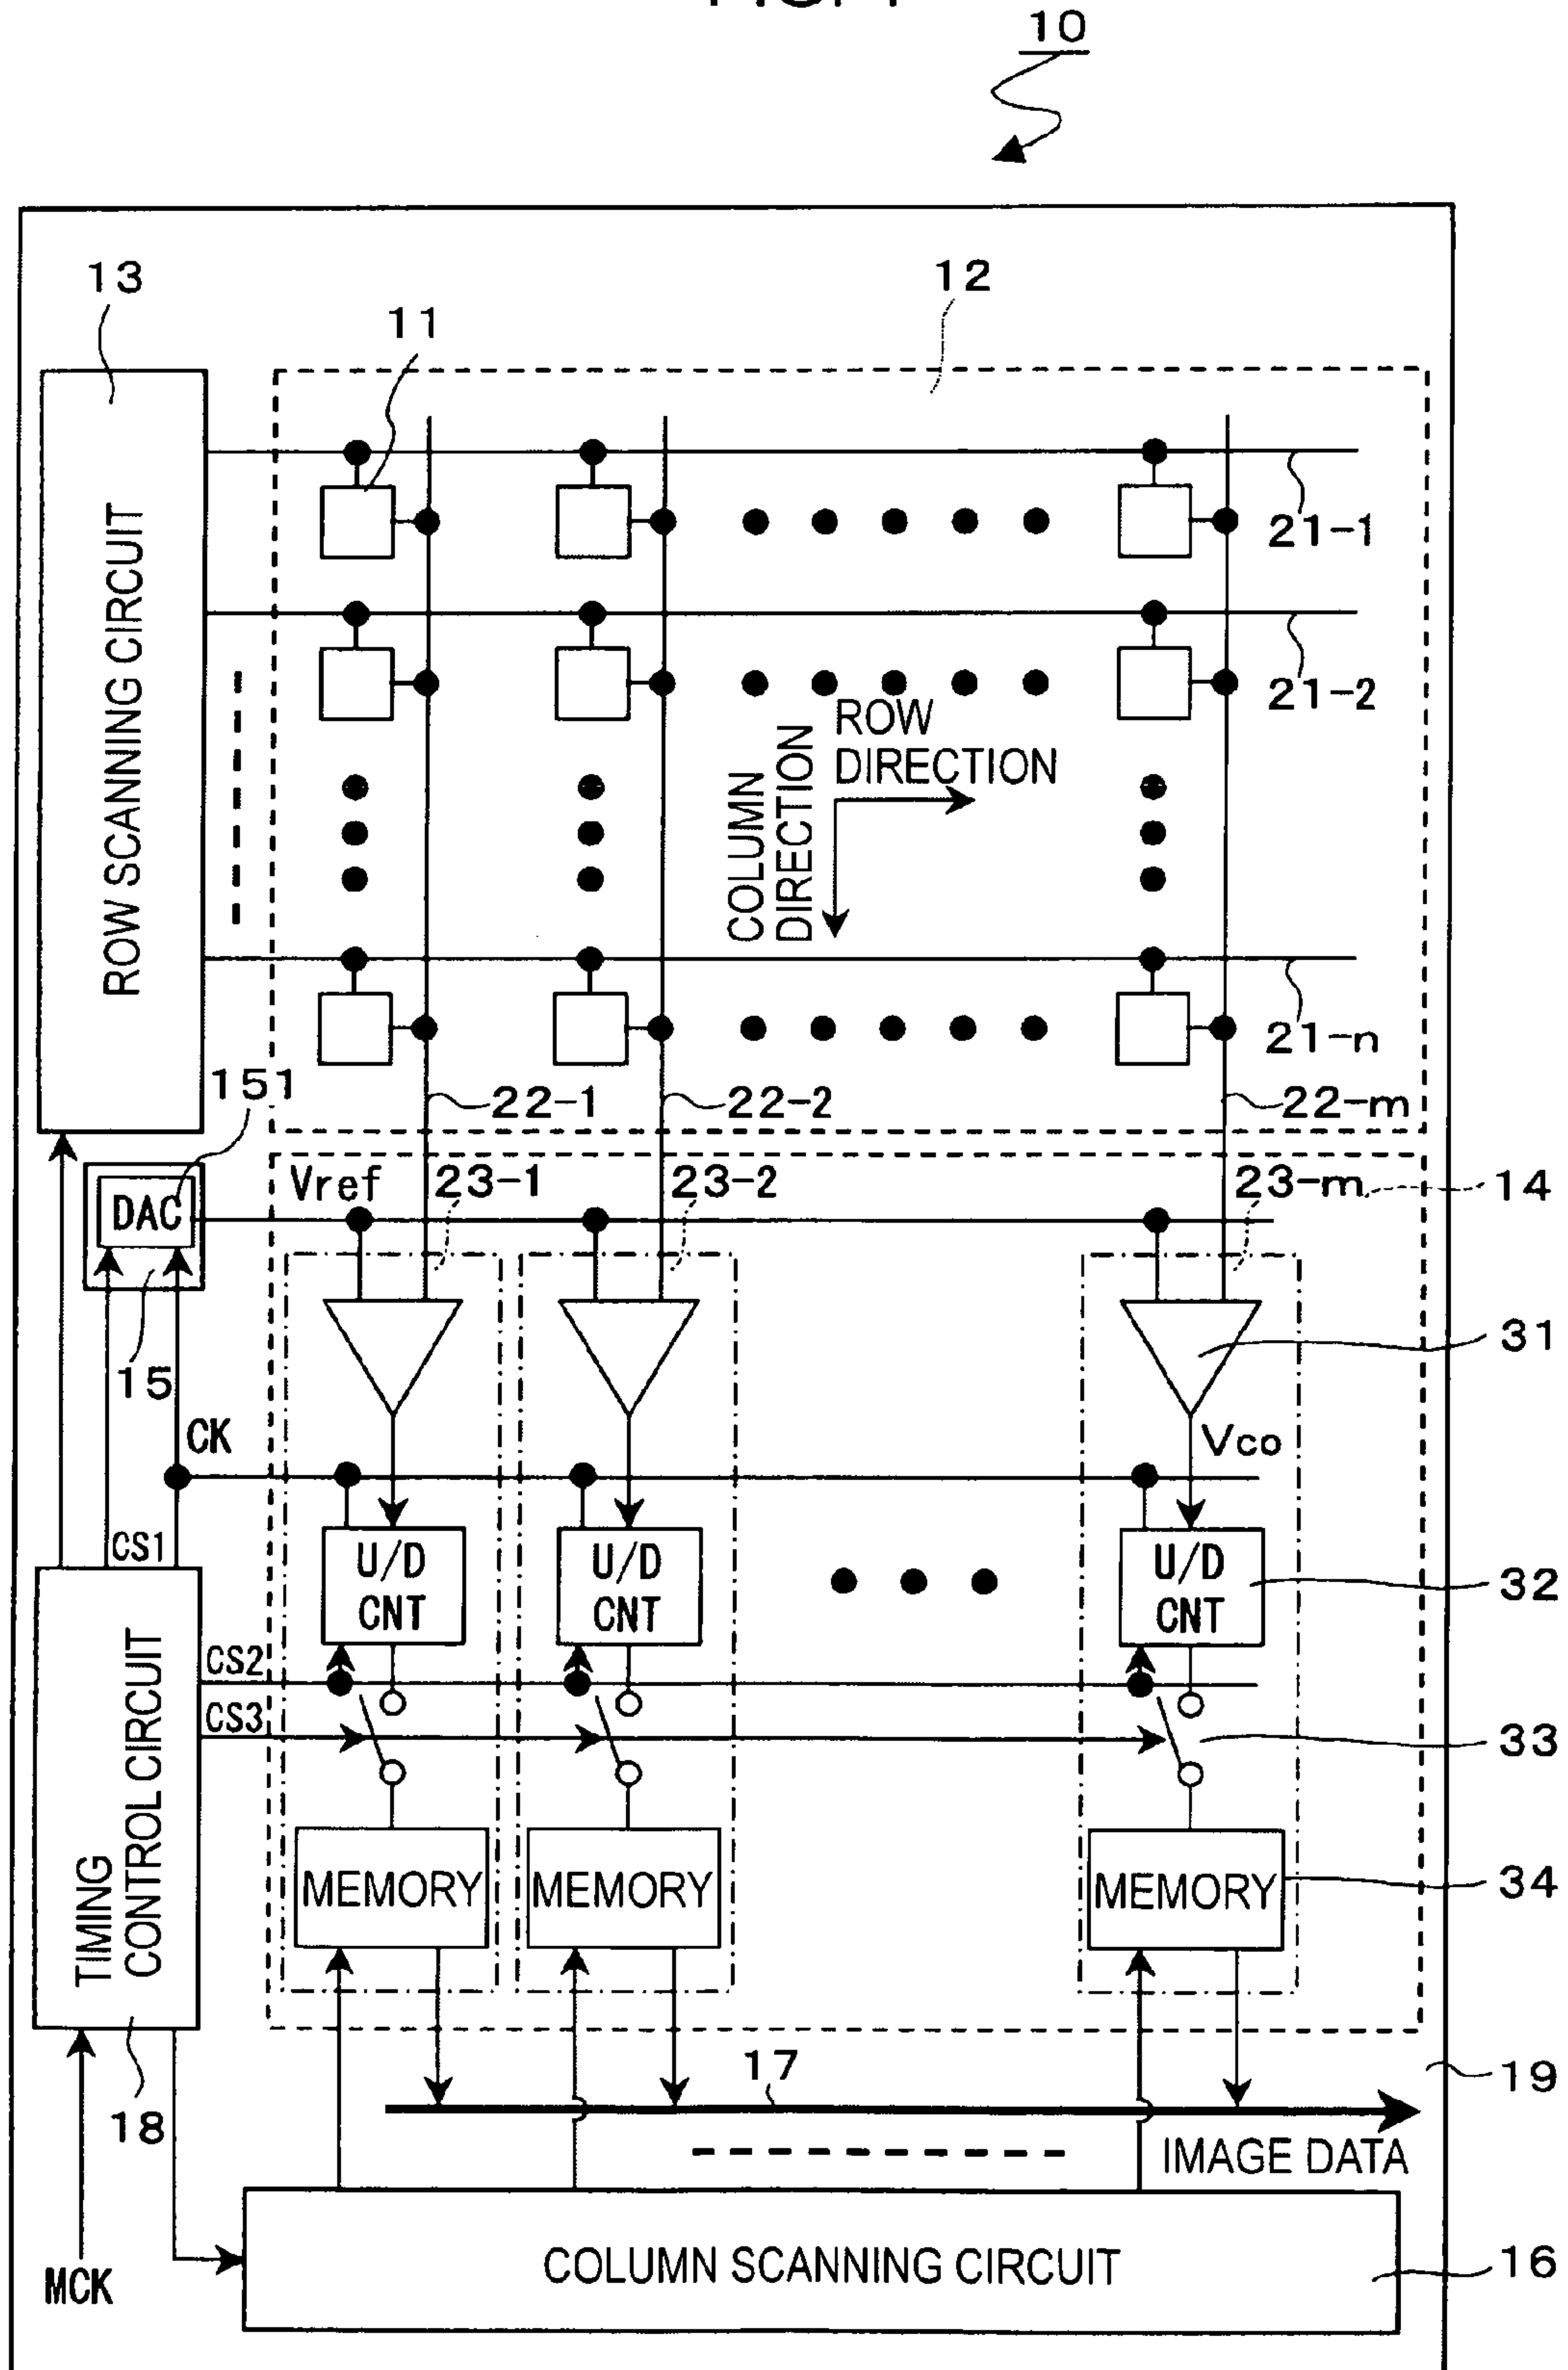 10
13
12
11
21-1
ROW SCANNING CIRCUIT
21-2
ROW
DIRECTION
COLUMN
DIRECTION
21-n
151
22-1
22-2
22-m
Vref
23-1
23-2
23-m
14
DAC
15
31
CK
Vco
CS1
U/D
CNT
U/D
CNT
U/D
CNT
32
CS2
CS3
33
TIMING
CONTROL CIRCUIT
MEMORY
MEMORY
MEMORY
34
17
19
18
IMAGE DATA
MCK
COLUMN SCANNING CIRCUIT
16